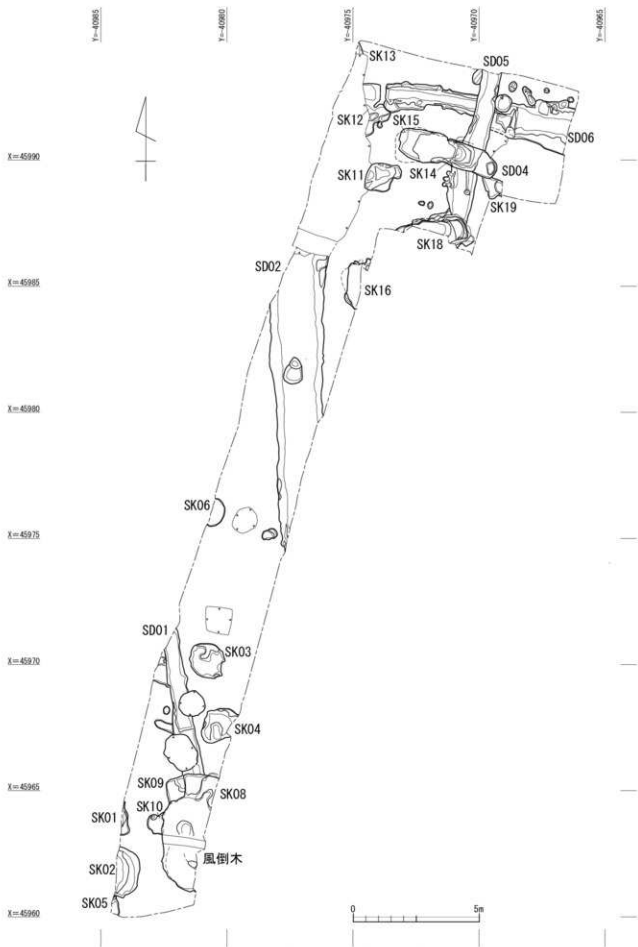 Y=-40985
Y=-40980
Y=-40975
Y=-40970
Y=-40965
SK13
SD05
SK12
SK15
SD06
X=45990
SK11
SK14
SD04
SK19
SK18
SD02
X=45985
SK16
X=45980
SK06
X=45975
SD01
X=45970
SK03
SK04
X=45965
SK09
SK08
SK01
SK10
風倒木
SK02
SK05
X=45960
0
5m